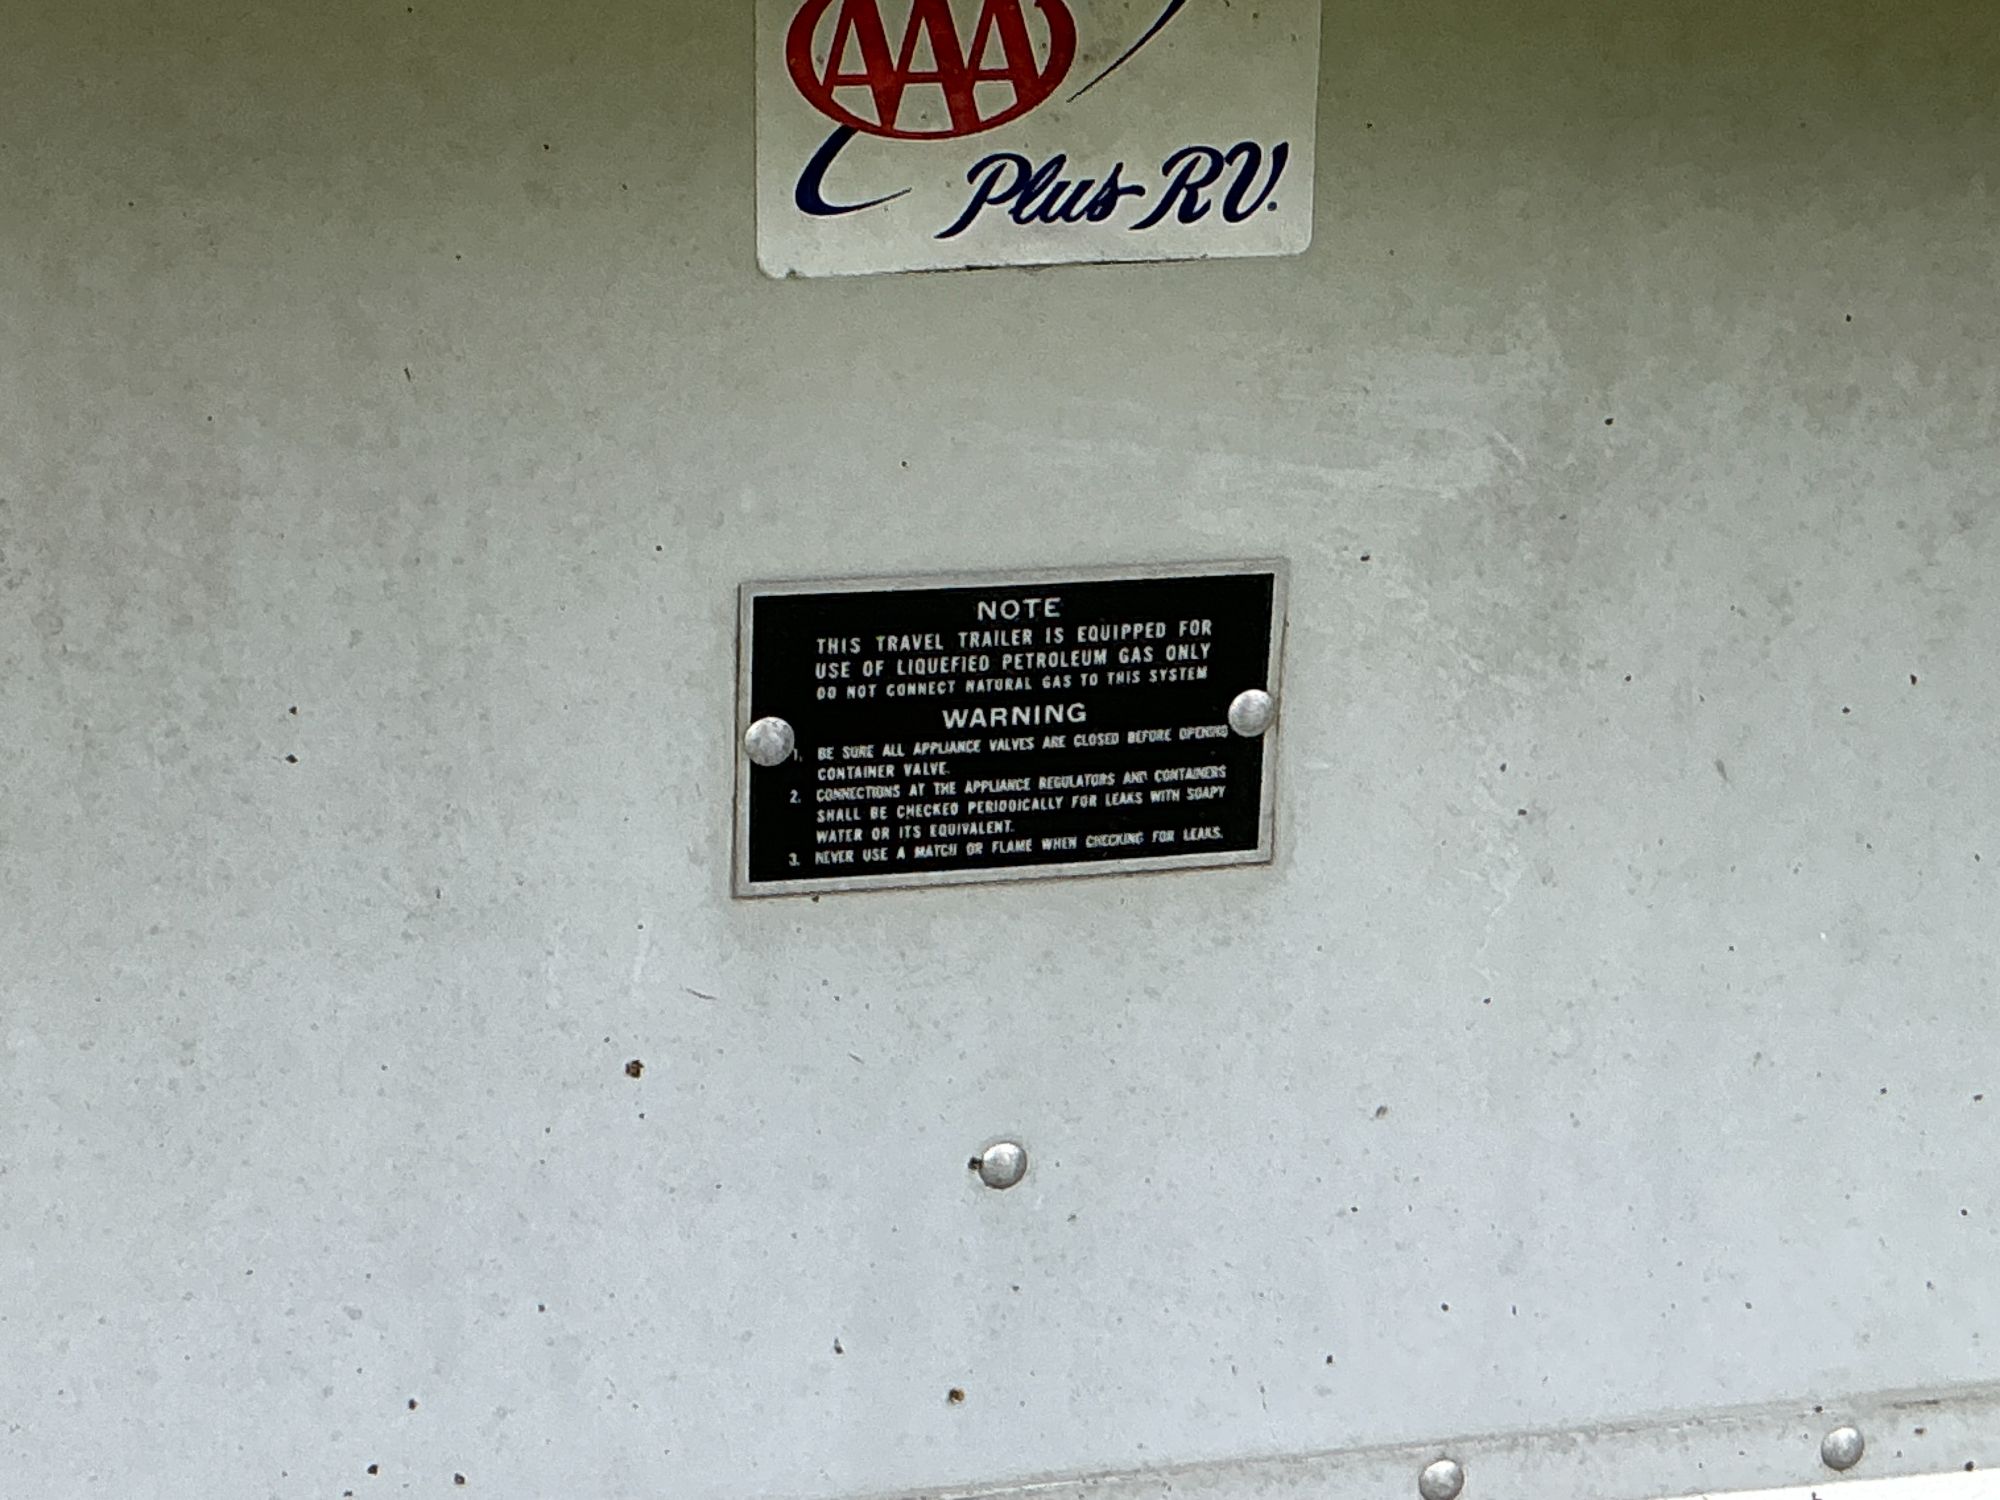 AAA
Plus RV.
NOTE
THIS TRAVEL TRAILER IS EQUIPPED FOR
USE OF LIQUEFIED PETROLEUM GAS ONLY
DO NOT CONNECT NATURAL GAS TO THIS SYSTEM
WARNING
1. BE SURE ALL APPLIANCE VALVES ARE CLOSED BEFORE OPENING
CONTAINER VALVE.
2. CONNECTIONS AT THE APPLIANCE REGULATORS AND CONTAINERS
SHALL BE CHECKED PERIODICALLY FOR LEAKS WITH SOAPY
WATER OR ITS EQUIVALENT.
3. NEVER USE A MATCH OR FLAME WHEN CHECKING FOR LEAKS.